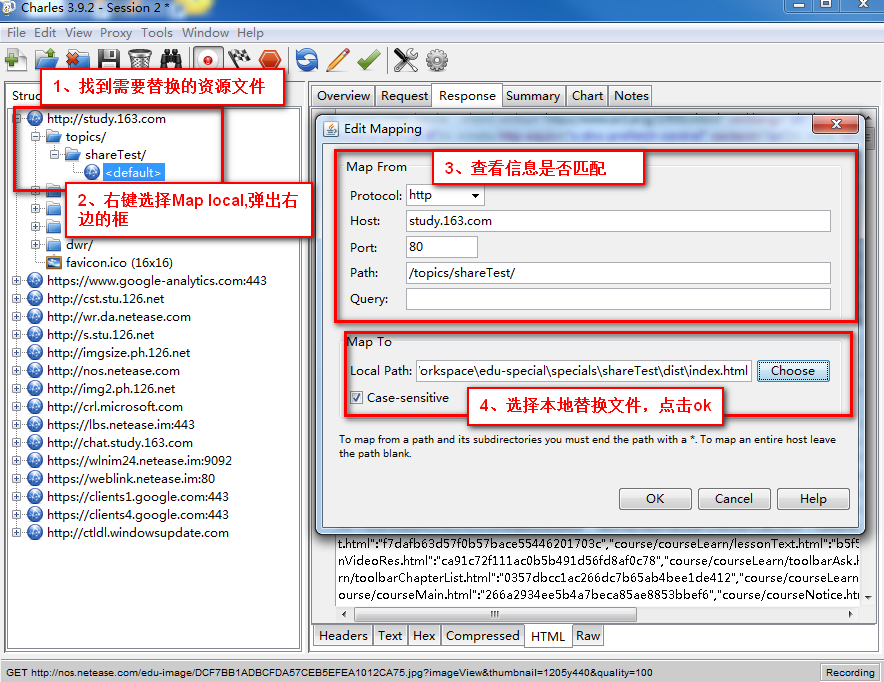 Charles 3.9.2 - Session 2 *
File Edit View Proxy Tools Window Help
1、找到需要替换的资源文件
Struc
http://study.163.com
topics/
shareTest/
<default>
2、右键选择Map local,弹出右
边的框
dwr/
favicon.ico (16x16)
https://www.google-analytics.com:443
http://cst.stu.126.net
http://wr.da.netease.com
http://s.stu.126.net
http://imgsize.ph.126.net
http://nos.netease.com
http://img2.ph.126.net
http://crl.microsoft.com
https://lbs.netease.im:443
http://chat.study.163.com
https://wlnim24.netease.im:9092
https://weblink.netease.im:80
https://clients1.google.com:443
https://clients4.google.com:443
http://ctldl.windowsupdate.com
Overview Request Response Summary Chart Notes
Edit Mapping
Map From
3、查看信息是否匹配
Protocol: http
Host: study.163.com
Port: 80
Path: /topics/shareTest/
Query:
Map To
Local Path: orkspace\edu-special\specials\shareTest\dist\index.html Choose
Case-sensitive
4、选择本地替换文件，点击ok
To map from a path and its subdirectories you must end the path with a *. To map an entire host leave
the path blank.
OK Cancel Help
t.html":"f7dafb63d57f0b57bace55446201703c","course/courseLearn/lessonText.html":"b5f5
nVideoRes.html":"ca91c72f111ac0b5b491d56fd8af0c78","course/courseLearn/toolbarAsk.h
rn/toolbarChapterList.html":"0357dbcc1ac266dc7b65ab4bee1de412","course/courseLearn
ourse/courseMain.html":"266a2934ee5b4a7beca85ae8853bbef6","course/courseNotice.ht
Headers Text Hex Compressed HTML Raw
GET http://nos.netease.com/edu-image/DCF7BB1ADBCFDA57CEB5EFEA1012CA75.jpg?imageView&thumbnail=1205y440&quality=100
Recording